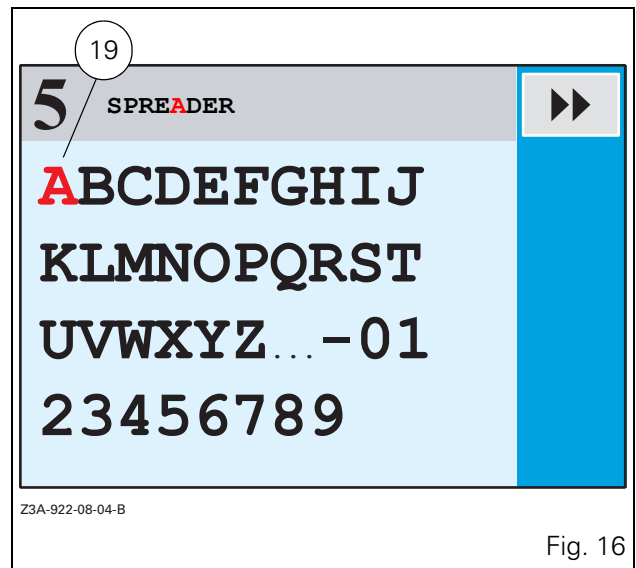 19
5 SPREADER
ABCDEFGHIJ
KLMNOPQRST
UVWXYZ...-01
23456789
Z3A-922-08-04-B
Fig. 16